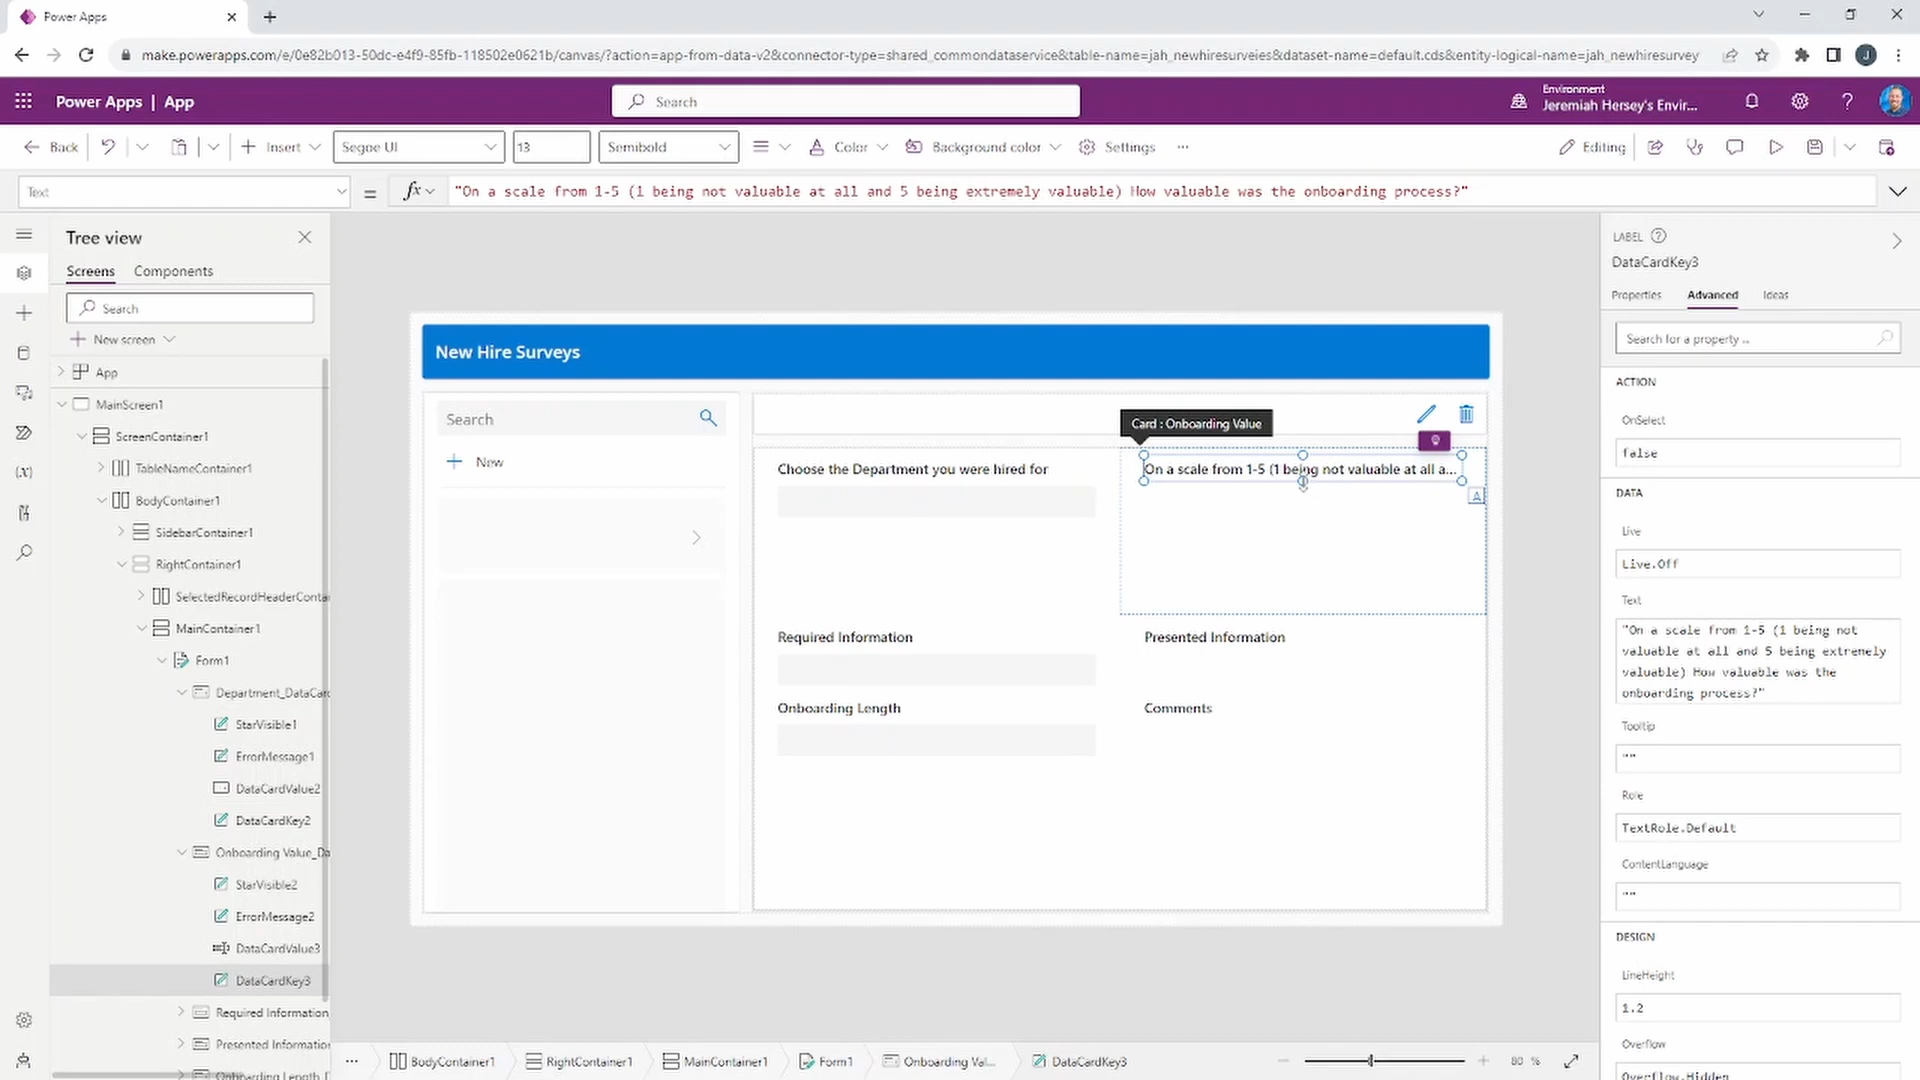 Power Apps
make.powerapps.com/e/0e82b013-50dc-e4f9-85fb-118502e0621b/canvas/?action=app-from-data-v2&connector-type=shared_commondataservice&table-name=jah_newhiresurveies&dataset-name=default.cds&entity-logical-name=jah_newhiresurvey
J
Power Apps | App
Search
Environment
Jeremiah Hersey's Envir...
Back
Insert
Segoe UI
13
Semibold
Color
Background color
Settings
Editing
Text
=
fx
"On a scale from 1-5 (1 being not valuable at all and 5 being extremely valuable) How valuable was the onboarding process?"
Tree view
Screens
Components
Search
New screen
App
MainScreen1
ScreenContainer1
TableNameContainer1
BodyContainer1
SidebarContainer1
RightContainer1
SelectedRecordHeaderConta
MainContainer1
Form1
Department_DataCard
StarVisible1
ErrorMessage1
DataCardValue2
DataCardKey2
Onboarding Value_Da
StarVisible2
ErrorMessage2
DataCardValue3
DataCardKey3
Required Information
Presented Information
Onboarding Length_D
New Hire Surveys
Search
New
Card : Onboarding Value
Choose the Department you were hired for
On a scale from 1-5 (1 being not valuable at all a...
A
Required Information
Presented Information
Onboarding Length
Comments
BodyContainer1
RightContainer1
MainContainer1
Form1
Onboarding Val...
DataCardKey3
80 %
LABEL
DataCardKey3
Properties
Advanced
Ideas
Search for a property ..
ACTION
OnSelect
false
DATA
Live
Live.Off
Text
"On a scale from 1-5 (1 being not
valuable at all and 5 being extremely
valuable) How valuable was the
onboarding process?"
Tooltip
""
Role
TextRole.Default
ContentLanguage
""
DESIGN
LineHeight
1.2
Overflow
Overflow.Hidden